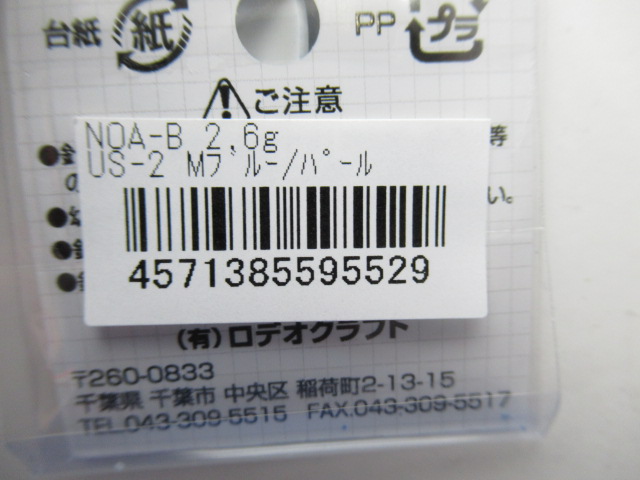 台紙 紙 PP プラ
ご注意
NOA-B 2.6g
等
US-2 Mﾌﾞﾙｰ/ﾊﾟｰﾙ
い。
4571385595529
(有)ロデオクラフト
〒260-0833
千葉県 千葉市 中央区 稲荷町2-13-15
TEL.043-309-5515 FAX.043-309-5517